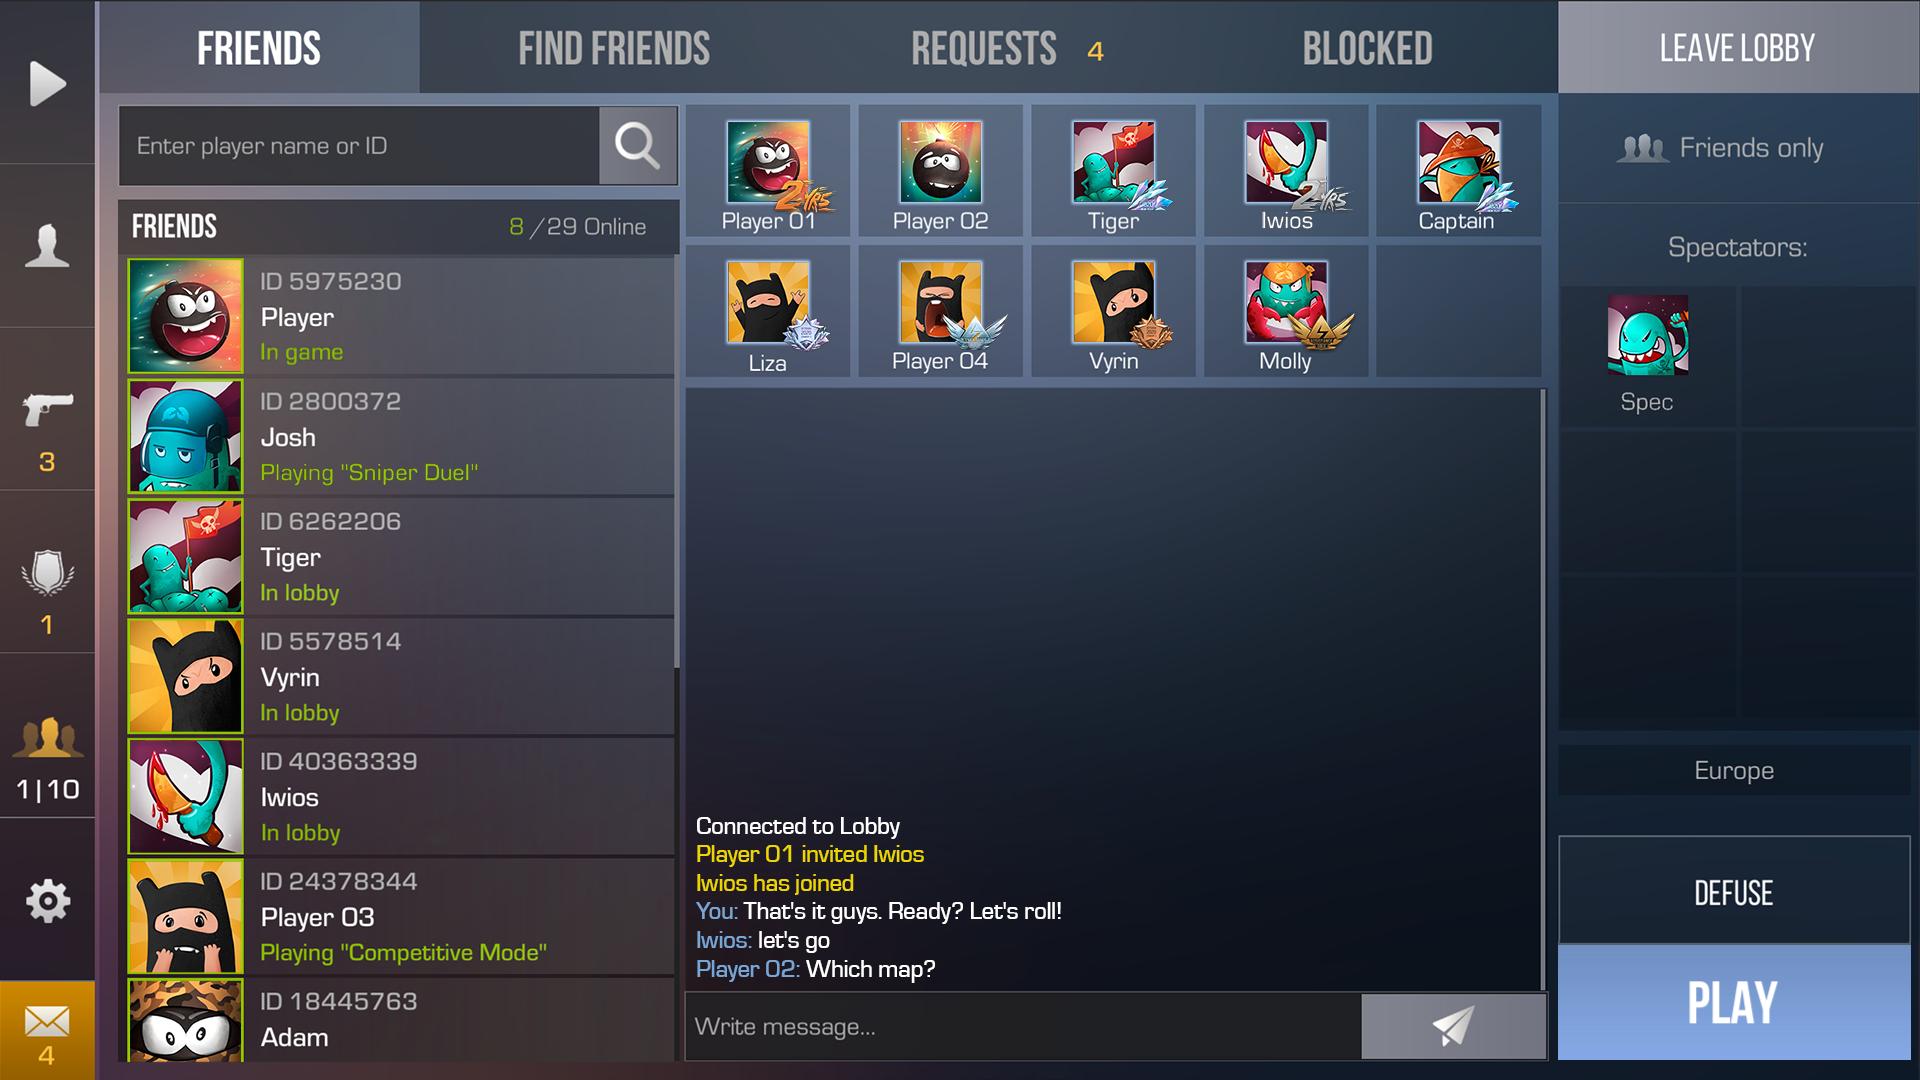 FRIENDS
FIND FRIENDS
REQUESTS 4
BLOCKED
LEAVE LOBBY
3
1
1|10
4
Enter player name or ID
FRIENDS 8 / 29 Online
ID 5975230
Player
In game
ID 2800372
Josh
Playing "Sniper Duel"
ID 6262206
Tiger
In lobby
ID 5578514
Vyrin
In lobby
ID 40363339
Iwios
In lobby
ID 24378344
Player 03
Playing "Competitive Mode"
ID 18445763
Adam
2YRS
Player 01
Player 02
Tiger
2YRS
Iwios
Captain
Liza
Player 04
Vyrin
Molly
Connected to Lobby
Player 01 invited Iwios
Iwios has joined
You: That's it guys. Ready? Let's roll!
Iwios: let's go
Player 02: Which map?
Write message...
Friends only
Spectators:
Spec
Europe
DEFUSE
PLAY